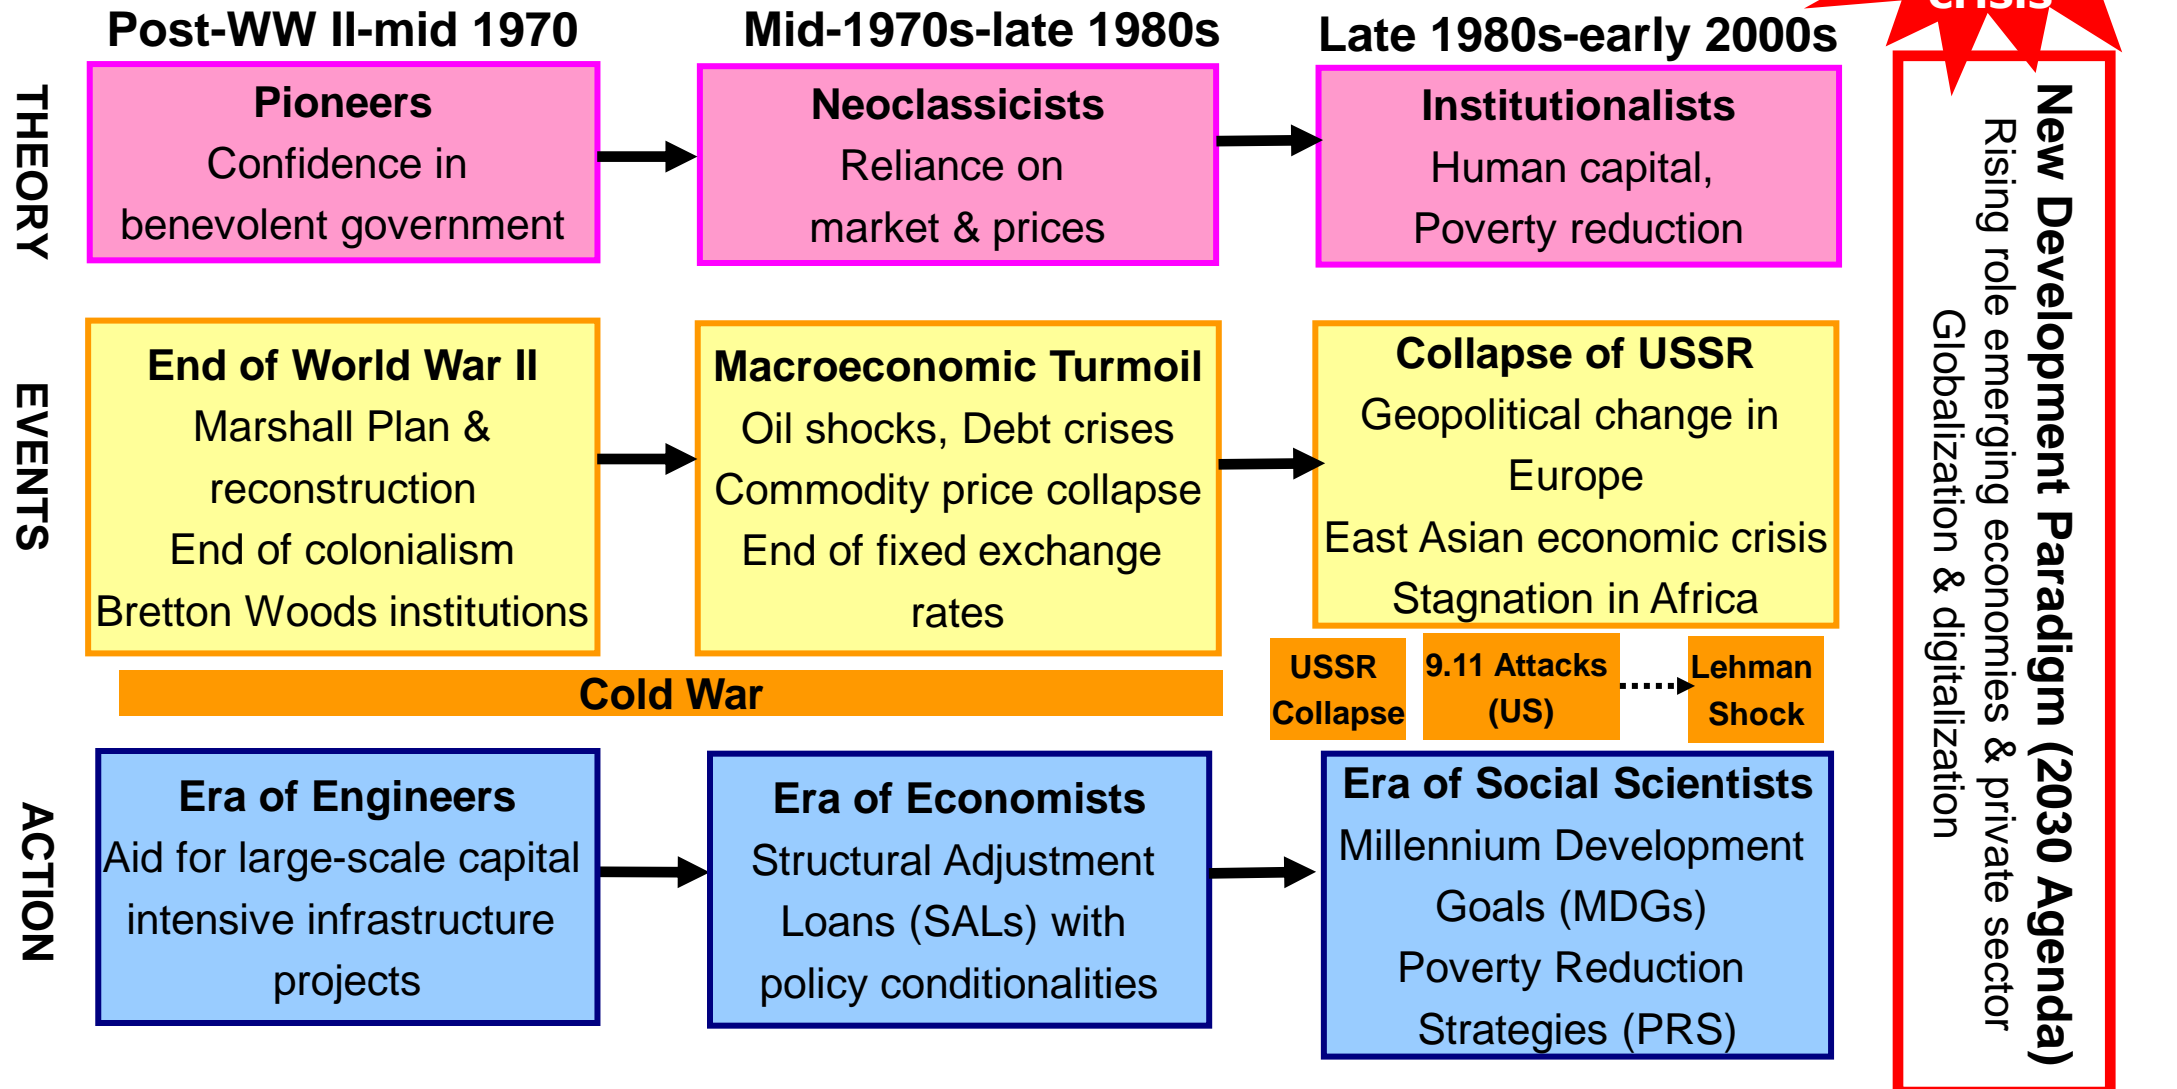 Post-WW II-mid 1970
Mid-1970s-late 1980s
Late 1980s-early 2000s
crisis
THEORY
Pioneers
Confidence in
benevolent government
Neoclassicists
Reliance on
market & prices
Institutionalists
Human capital,
Poverty reduction
EVENTS
End of World War II
Marshall Plan &
reconstruction
End of colonialism
Bretton Woods institutions
Macroeconomic Turmoil
Oil shocks, Debt crises
Commodity price collapse
End of fixed exchange
rates
Collapse of USSR
Geopolitical change in
Europe
East Asian economic crisis
Stagnation in Africa
Cold War
USSR
Collapse
9.11 Attacks
(US)
Lehman
Shock
ACTION
Era of Engineers
Aid for large-scale capital
intensive infrastructure
projects
Era of Economists
Structural Adjustment
Loans (SALs) with
policy conditionalities
Era of Social Scientists
Millennium Development
Goals (MDGs)
Poverty Reduction
Strategies (PRS)
New Development Paradigm (2030 Agenda)
Rising role emerging economies & private sector
Globalization & digitalization